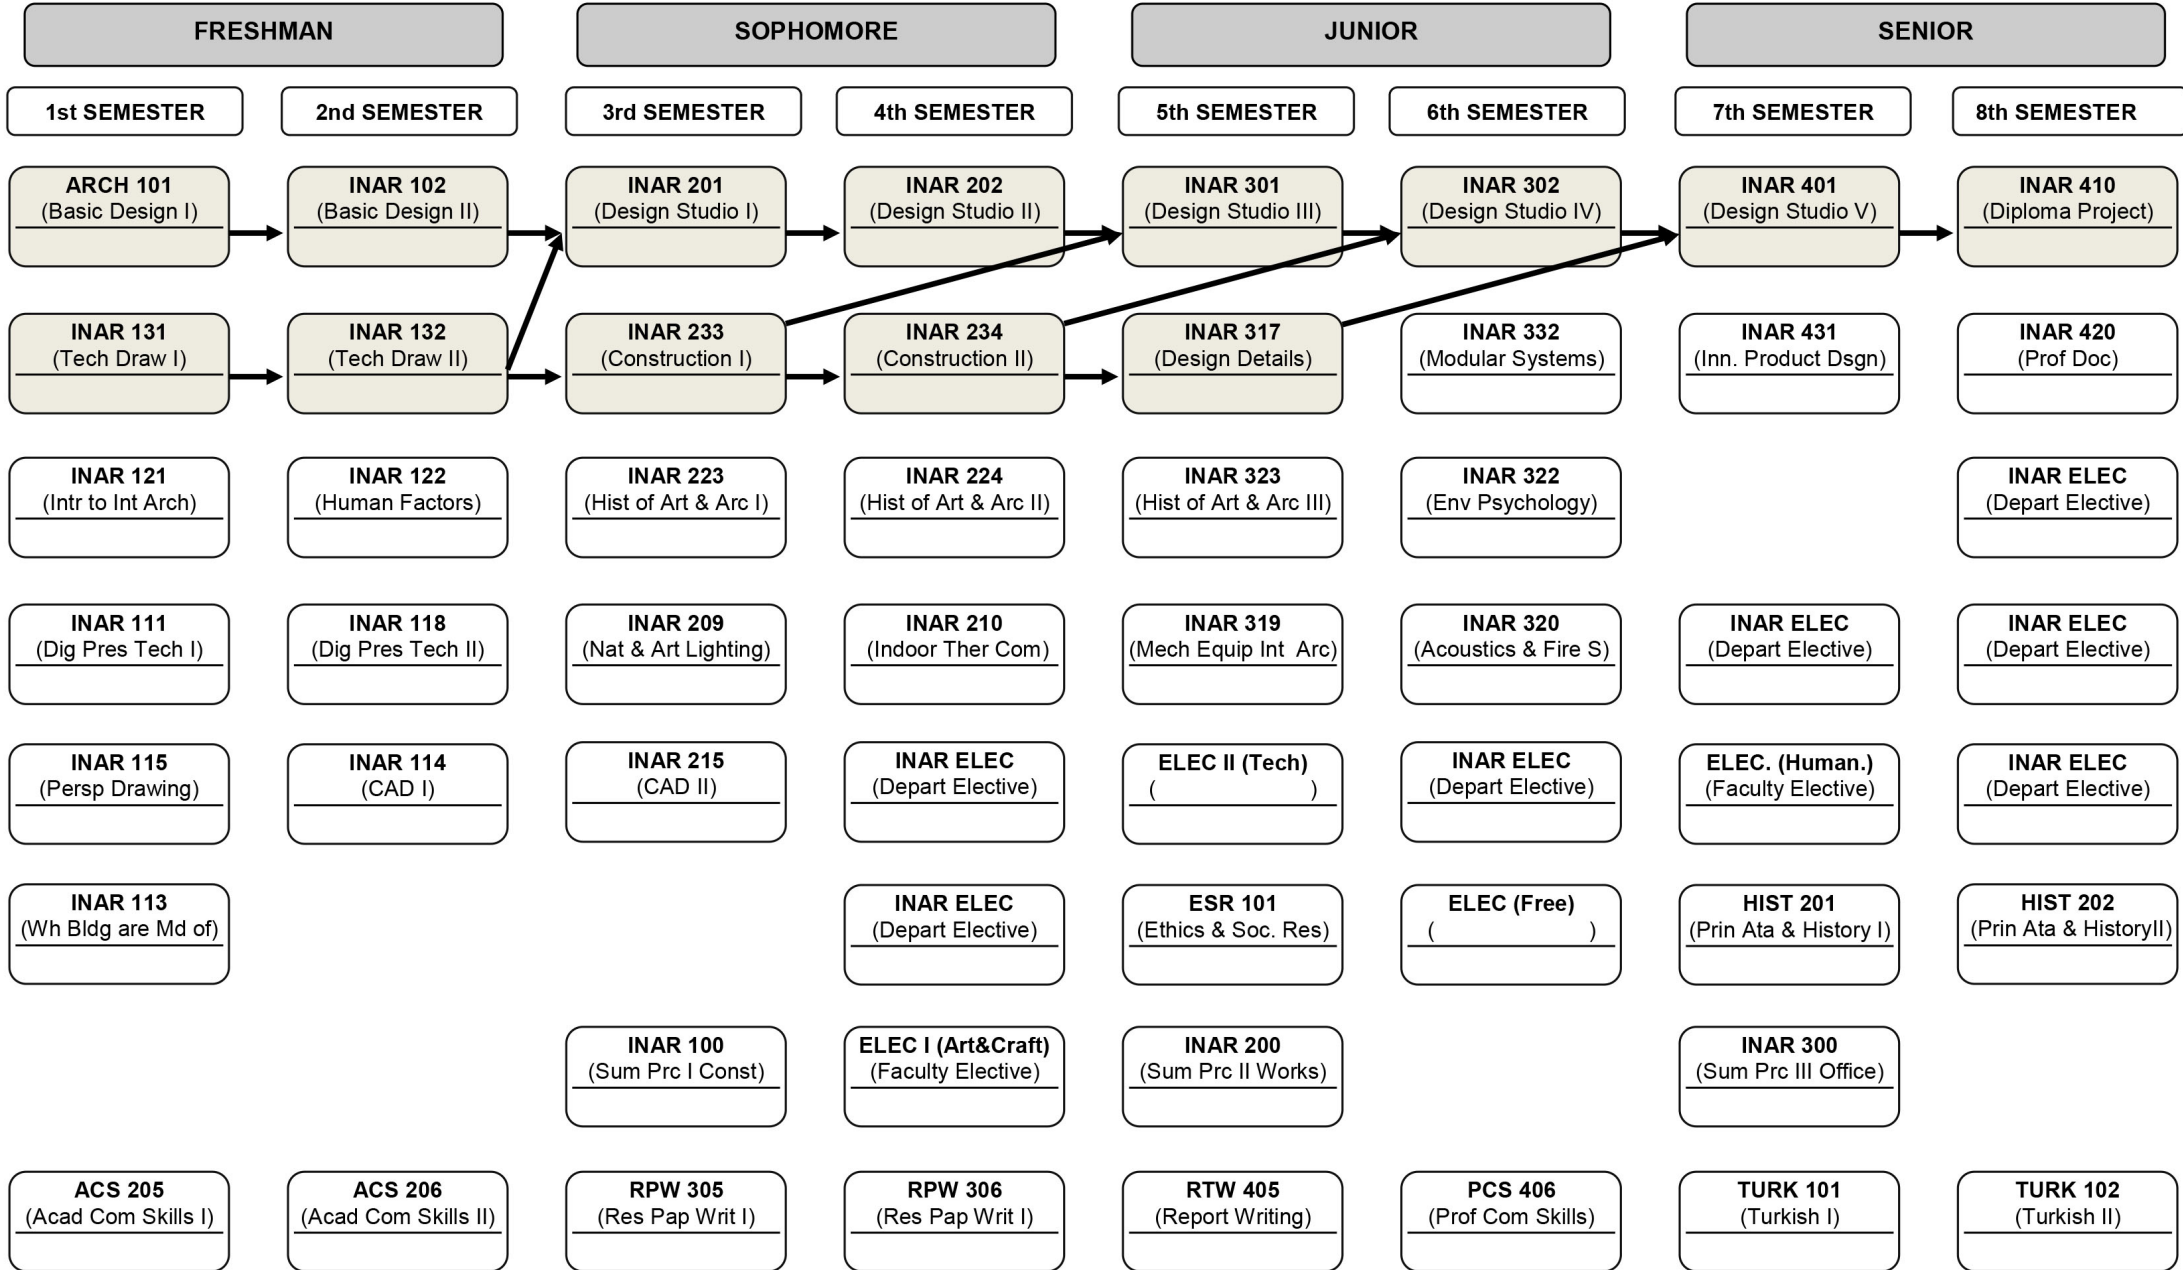 FRESHMAN
SOPHOMORE
JUNIOR
SENIOR
1st SEMESTER
2nd SEMESTER
3rd SEMESTER
4th SEMESTER
5th SEMESTER
6th SEMESTER
7th SEMESTER
8th SEMESTER
ARCH 101
(Basic Design I)
INAR 102
(Basic Design II)
INAR 201
(Design Studio I)
INAR 202
(Design Studio II)
INAR 301
(Design Studio III)
INAR 302
(Design Studio IV)
INAR 401
(Design Studio V)
INAR 410
(Diploma Project)
INAR 131
(Tech Draw I)
INAR 132
(Tech Draw II)
INAR 233
(Construction I)
INAR 234
(Construction II)
INAR 317
(Design Details)
INAR 332
(Modular Systems)
INAR 431
(Inn. Product Dsgn)
INAR 420
(Prof Doc)
INAR 121
(Intr to Int Arch)
INAR 122
(Human Factors)
INAR 223
(Hist of Art & Arc I)
INAR 224
(Hist of Art & Arc II)
INAR 323
(Hist of Art & Arc III)
INAR 322
(Env Psychology)
INAR ELEC
(Depart Elective)
INAR 111
(Dig Pres Tech I)
INAR 118
(Dig Pres Tech II)
INAR 209
(Nat & Art Lighting)
INAR 210
(Indoor Ther Com)
INAR 319
(Mech Equip Int Arc)
INAR 320
(Acoustics & Fire S)
INAR ELEC
(Depart Elective)
INAR ELEC
(Depart Elective)
INAR 115
(Persp Drawing)
INAR 114
(CAD I)
INAR 215
(CAD II)
INAR ELEC
(Depart Elective)
ELEC II (Tech)
( )
INAR ELEC
(Depart Elective)
ELEC. (Human.)
(Faculty Elective)
INAR ELEC
(Depart Elective)
INAR 113
(Wh Bldg are Md of)
INAR ELEC
(Depart Elective)
ESR 101
(Ethics & Soc. Res)
ELEC (Free)
( )
HIST 201
(Prin Ata & History I)
HIST 202
(Prin Ata & HistoryII)
INAR 100
(Sum Prc I Const)
ELEC I (Art&Craft)
(Faculty Elective)
INAR 200
(Sum Prc II Works)
INAR 300
(Sum Prc III Office)
ACS 205
(Acad Com Skills I)
ACS 206
(Acad Com Skills II)
RPW 305
(Res Pap Writ I)
RPW 306
(Res Pap Writ I)
RTW 405
(Report Writing)
PCS 406
(Prof Com Skills)
TURK 101
(Turkish I)
TURK 102
(Turkish II)